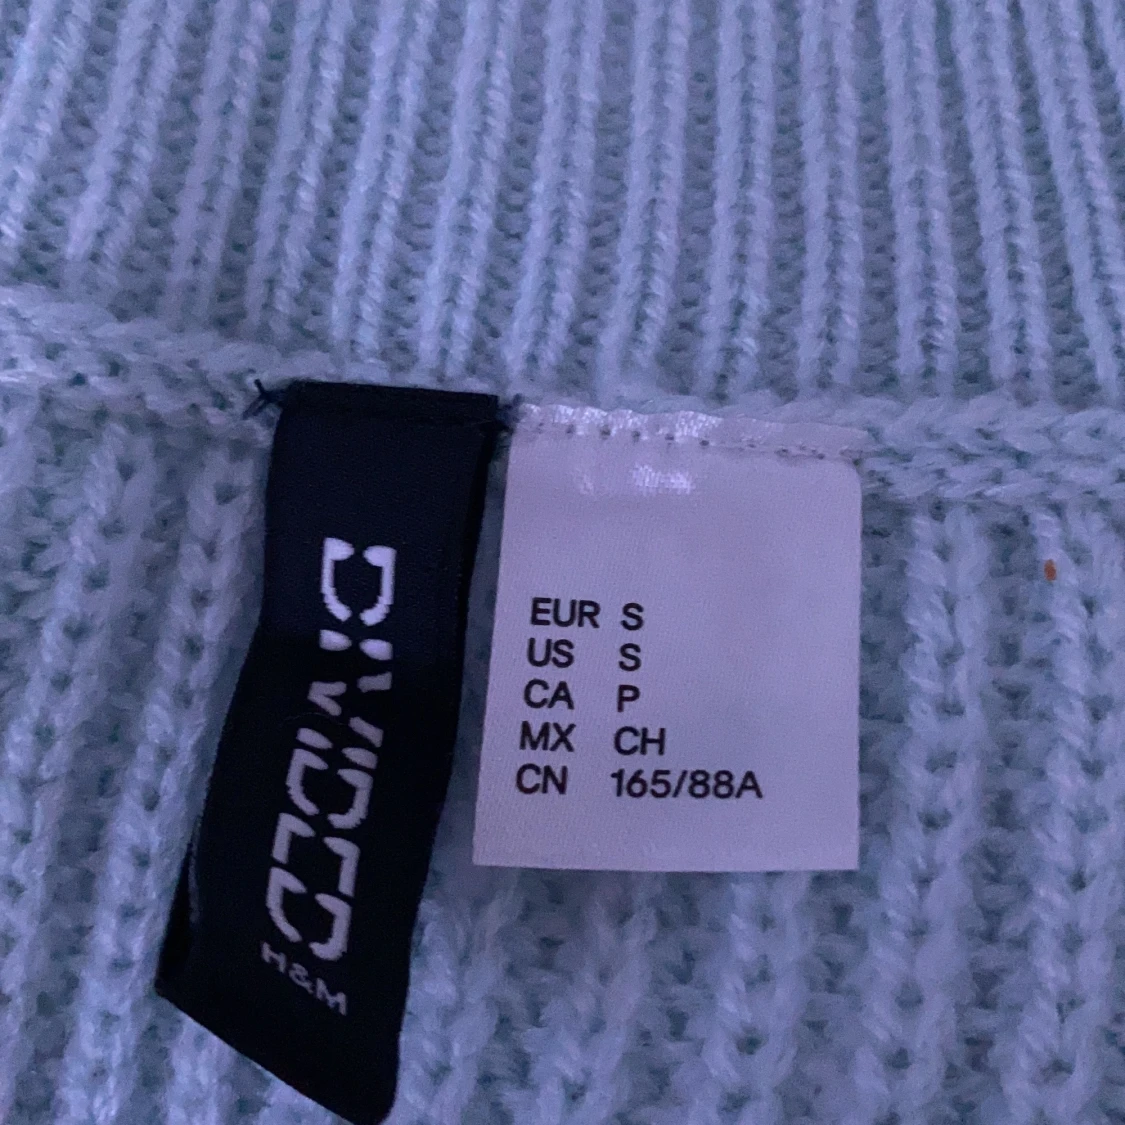 DIVIDED
H&M
EUR S
US S
CA P
MX CH
CN 165/88A